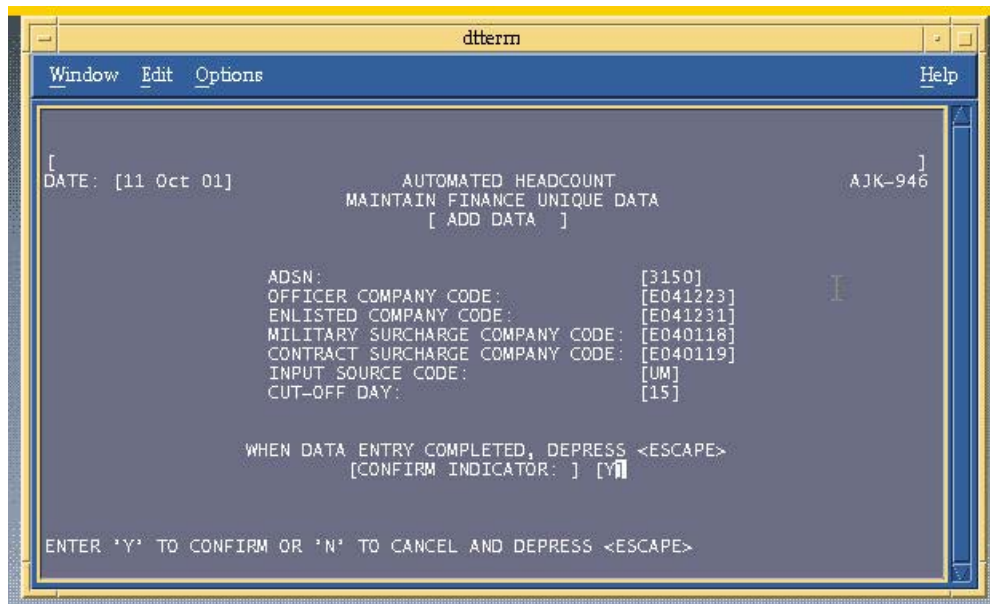 dtterm
Window Edit Options Help
[ ]
DATE: [11 Oct 01] AUTOMATED HEADCOUNT AJK-946
MAINTAIN FINANCE UNIQUE DATA
[ ADD DATA ]
ADSN: [3150]
OFFICER COMPANY CODE: [E041223]
ENLISTED COMPANY CODE: [E041231]
MILITARY SURCHARGE COMPANY CODE: [E040118]
CONTRACT SURCHARGE COMPANY CODE: [E040119]
INPUT SOURCE CODE: [UM]
CUT-OFF DAY: [15]
WHEN DATA ENTRY COMPLETED, DEPRESS <ESCAPE>
[CONFIRM INDICATOR: ] [Y]
ENTER 'Y' TO CONFIRM OR 'N' TO CANCEL AND DEPRESS <ESCAPE>